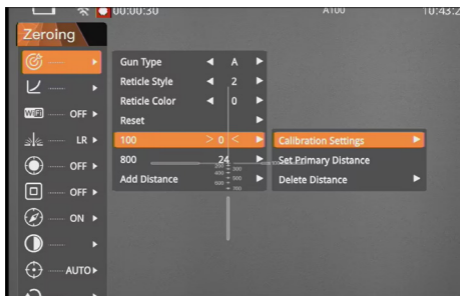 00:00:30 A100 10:43:2
Zeroing
Gun Type A
Reticle Style 2
WiFi OFF
Reticle Color 0
LR
Reset
OFF
100 > 0 < Calibration Settings
OFF
800 24 Set Primary Distance
ON
Add Distance Delete Distance
AUTO